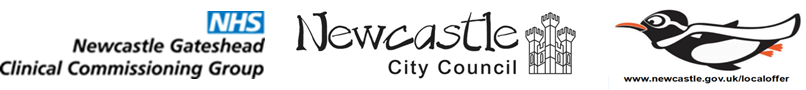 NHS
Newcastle Gateshead
Clinical Commissioning Group
Newcastle
City Council
www.newcastle.gov.uk/localoffer